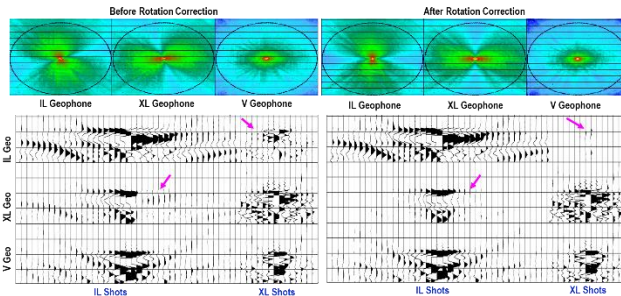 Before Rotation Correction
After Rotation Correction
IL Geophone XL Geophone V Geophone
IL Geophone XL Geophone V Geophone
IL Geo
XL Geo
V Geo
IL Shots XL Shots
IL Shots XL Shots